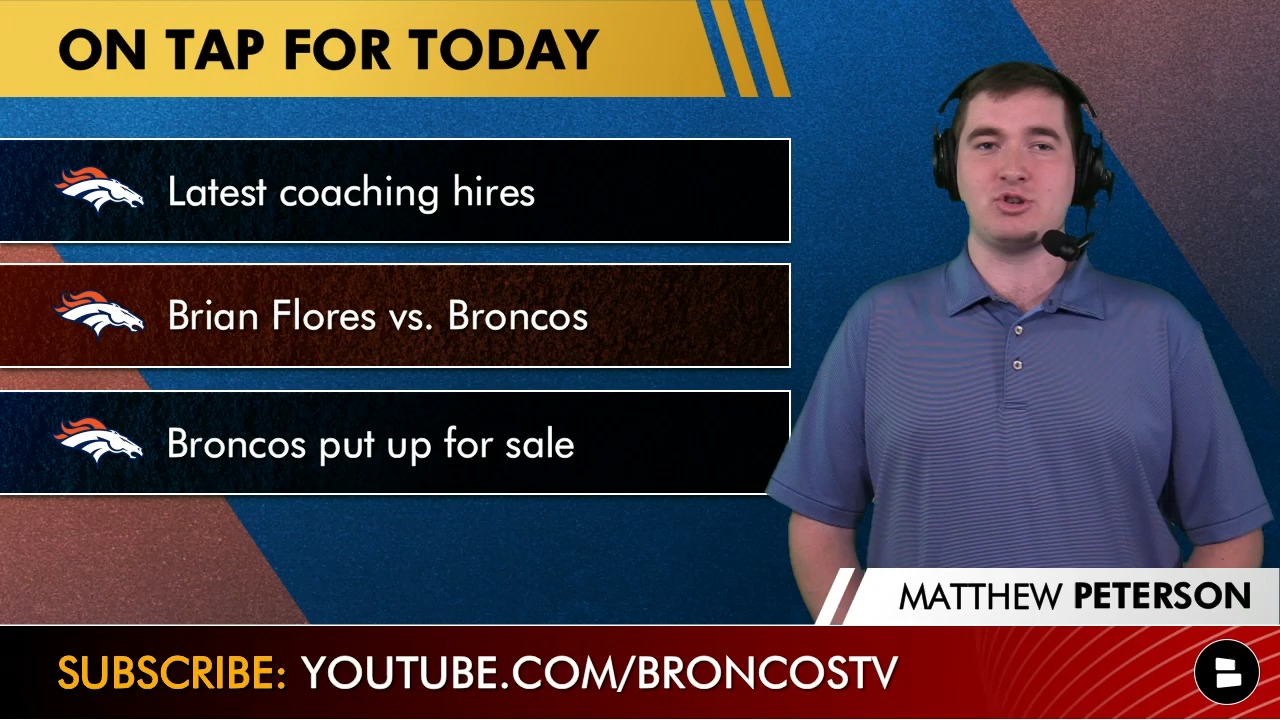 ON TAP FOR TODAY
Latest coaching hires
Brian Flores vs. Broncos
Broncos put up for sale
MATTHEW PETERSON
SUBSCRIBE: YOUTUBE.COM/BRONCOSTV